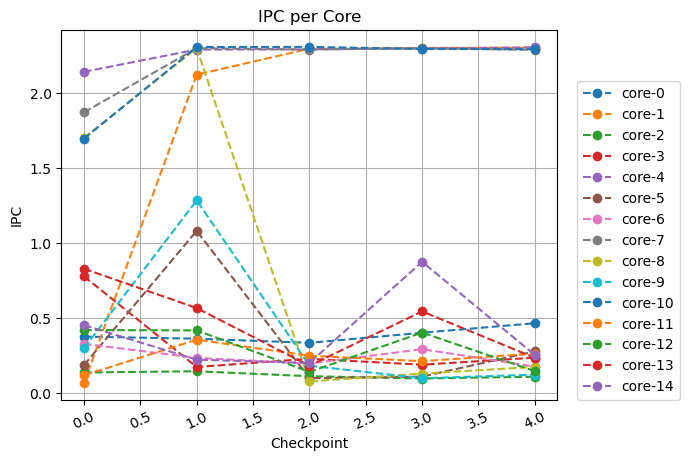 IPC per Core
IPC
2.0
1.5
1.0
0.5
0.0
0.0
0.5
1.0
1.5
2.0
2.5
3.0
3.5
4.0
Checkpoint
core-0
core-1
core-2
core-3
core-4
core-5
core-6
core-7
core-8
core-9
core-10
core-11
core-12
core-13
core-14